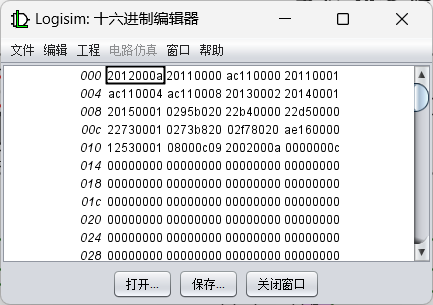 Logisim: 十六进制编辑器
文件 编辑 工程 电路仿真 窗口 帮助
000 2012000a 20110000 ac110000 20110001
004 ac110004 ac110008 20130002 20140001
008 20150001 0295b020 22b40000 22d50000
00c 22730001 0273b820 02f78020 ae160000
010 12530001 08000c09 2002000a 0000000c
014 00000000 00000000 00000000 00000000
018 00000000 00000000 00000000 00000000
01c 00000000 00000000 00000000 00000000
020 00000000 00000000 00000000 00000000
024 00000000 00000000 00000000 00000000
028 00000000 00000000 00000000 00000000
打开... 保存... 关闭窗口